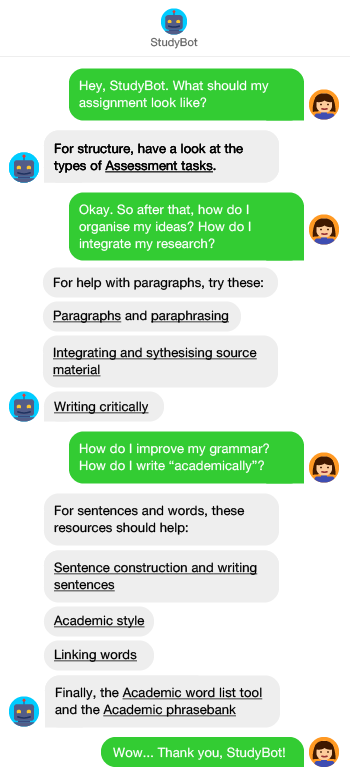 StudyBot
Hey, StudyBot. What should my
assignment look like?
For structure, have a look at the
types of Assessment tasks.
Okay. So after that, how do I
organise my ideas? How do I
integrate my research?
For help with paragraphs, try these:
Paragraphs and paraphrasing
Integrating and sythesising source
material
Writing critically
How do I improve my grammar?
How do I write “academically”?
For sentences and words, these
resources should help:
Sentence construction and writing
sentences
Academic style
Linking words
Finally, the Academic word list tool
and the Academic phrasebank
Wow... Thank you, StudyBot!